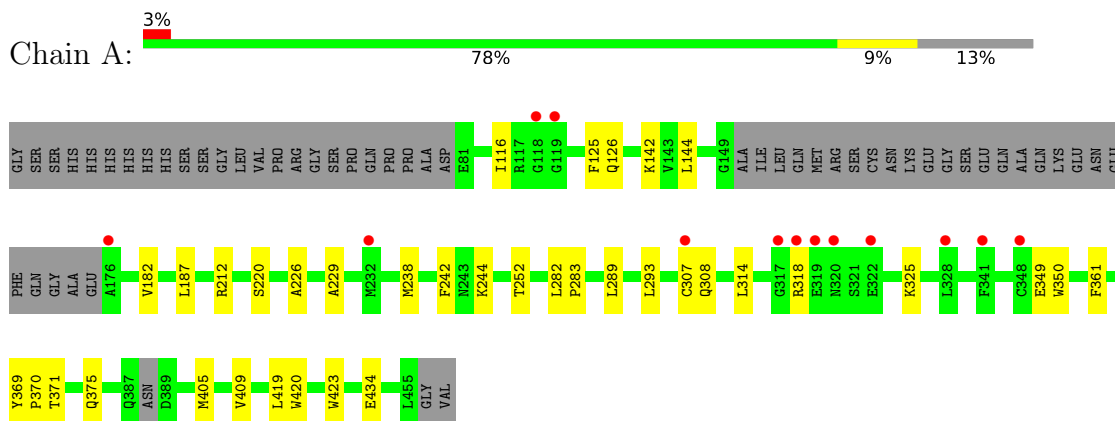 3%
Chain A:
78% 9% 13%
GLY SER SER HIS HIS HIS HIS HIS HIS SER SER GLY LEU VAL PRO ARG GLY SER PRO GLN PRO PRO ALA ASP E81 I116 R117 G118 G119 F125 Q126 K142 V143 L144 G149 ALA ILE LEU GLN MET ARG SER CYS ASN LYS GLU GLY SER GLU GLN ALA GLN LYS GLU ASN GLU
PHE GLN GLY ALA GLU A176 V182 L187 R212 S220 A226 A229 M232 M238 F242 N243 K244 T252 L282 P283 L289 L293 C307 Q308 L314 G317 R318 E319 N320 S321 E322 K325 L328 F341 C348 E349 W350 F361
Y369 P370 T371 Q375 Q387 ASN D389 M405 V409 L419 W420 W423 E434 L455 GLY VAL